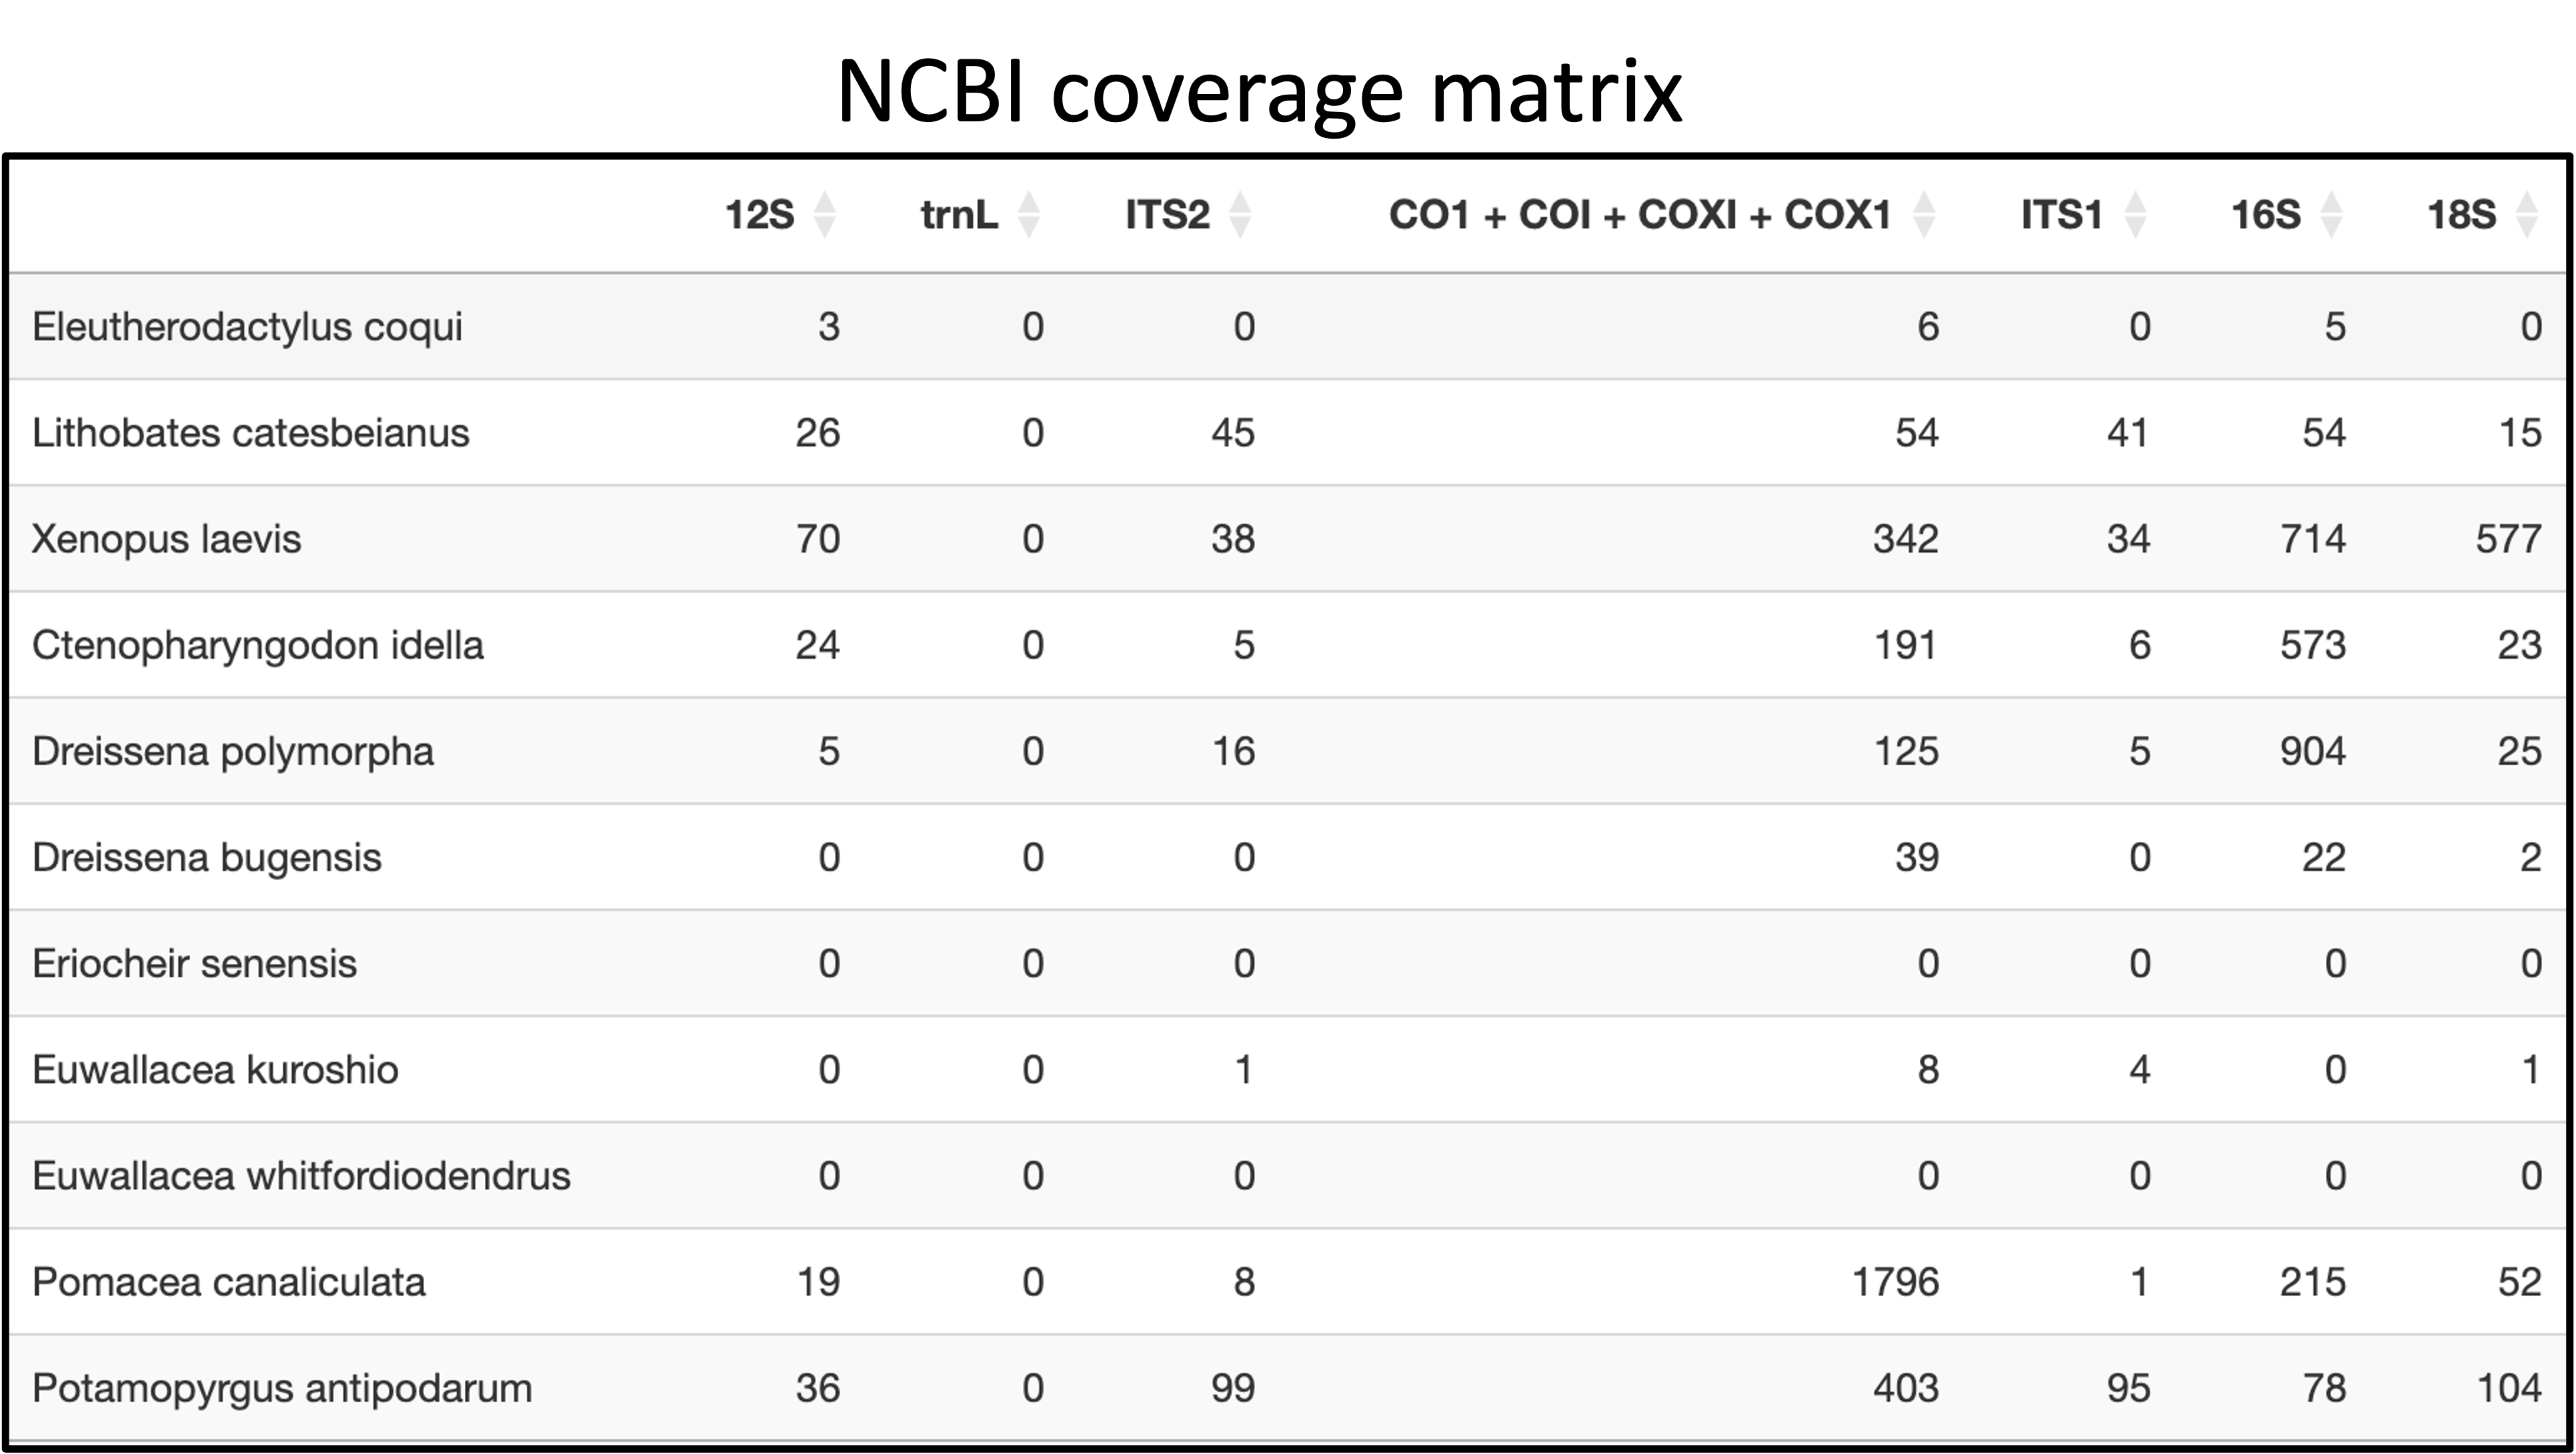 NCBI coverage matrix
12S trnL ITS2 CO1 + COI + COXI + COX1 ITS1 16S 18S
Eleutherodactylus coqui 3 0 0 6 0 5 0
Lithobates catesbeianus 26 0 45 54 41 54 15
Xenopus laevis 70 0 38 342 34 714 577
Ctenopharyngodon idella 24 0 5 191 6 573 23
Dreissena polymorpha 5 0 16 125 5 904 25
Dreissena bugensis 0 0 0 39 0 22 2
Eriocheir senensis 0 0 0 0 0 0 0
Euwallacea kuroshio 0 0 1 8 4 0 1
Euwallacea whitfordiodendrus 0 0 0 0 0 0 0
Pomacea canaliculata 19 0 8 1796 1 215 52
Potamopyrgus antipodarum 36 0 99 403 95 78 104